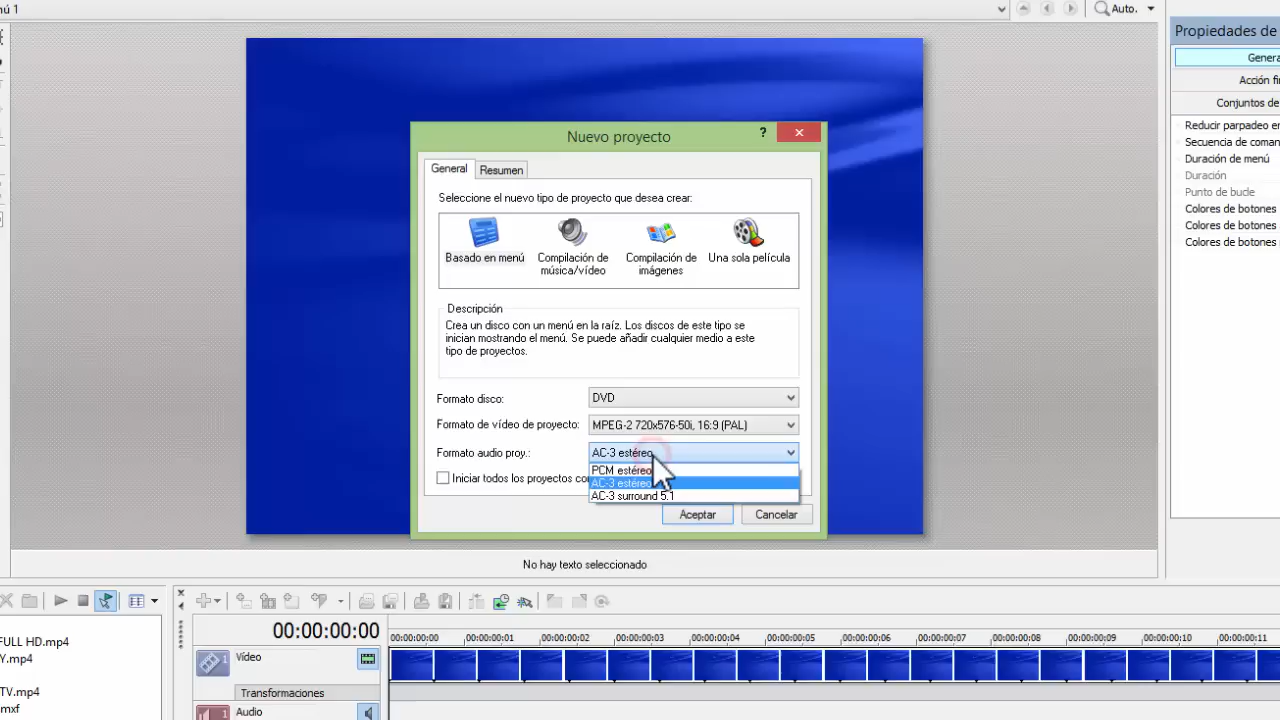 nú 1
Auto.
Propiedades de
Genera
Acción fi
Conjuntos de
Reducir parpadeo en
Secuencia de coman
Duración de menú
Duración
Punto de bucle
Colores de botones
Colores de botones
Colores de botones
Nuevo proyecto
?
General
Resumen
Seleccione el nuevo tipo de proyecto que desea crear:
Basado en menú
Compilación de
música/vídeo
Compilación de
imágenes
Una sola película
Descripción
Crea un disco con un menú en la raíz. Los discos de este tipo se
inician mostrando el menú. Se puede añadir cualquier medio a este
tipo de proyectos.
Formato disco:
DVD
Formato de vídeo de proyecto:
MPEG-2 720x576-50i, 16:9 (PAL)
Formato audio proy.:
AC-3 estéreo
PCM estéreo
AC-3 estéreo
AC-3 surround 5.1
Iniciar todos los proyectos co
Aceptar
Cancelar
No hay texto seleccionado
FULL HD.mp4
Y.mp4
TV.mp4
mxf
00:00:00:00
00:00:00:00
00:00:00:01
00:00:00:02
00:00:00:03
00:00:00:04
00:00:00:05
00:00:00:06
00:00:00:07
00:00:00:08
00:00:00:09
00:00:00:10
00:00:00:11
1
Vídeo
Transformaciones
1
Audio